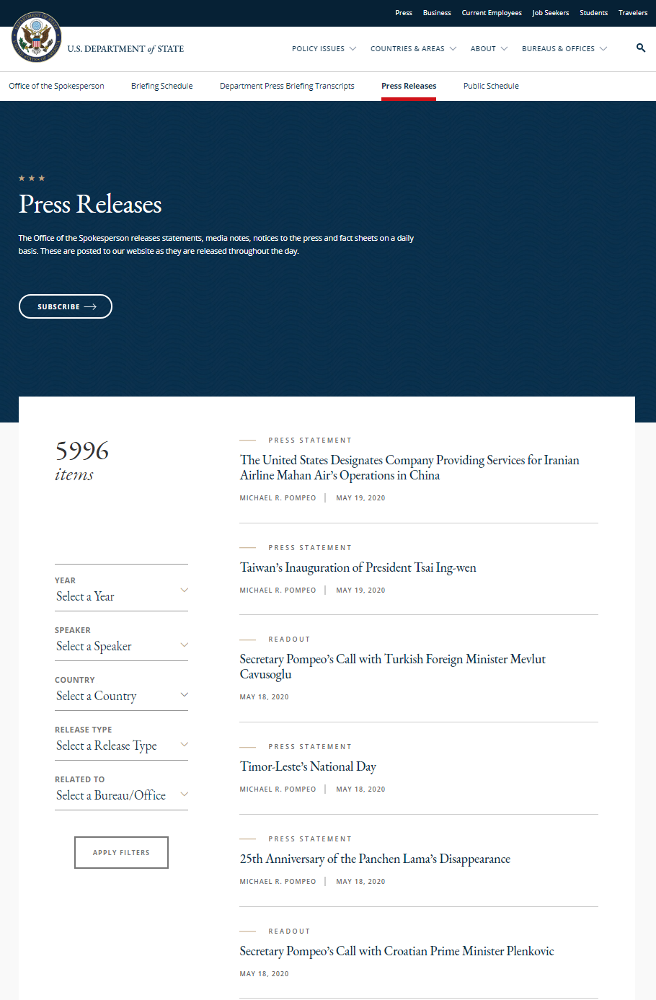 Press Business Current Employees Job Seekers Students Travelers
U.S. DEPARTMENT of STATE
POLICY ISSUES COUNTRIES & AREAS ABOUT BUREAUS & OFFICES
Office of the Spokesperson Briefing Schedule Department Press Briefing Transcripts Press Releases Public Schedule
Press Releases
The Office of the Spokesperson releases statements, media notes, notices to the press and fact sheets on a daily
basis. These are posted to our website as they are released throughout the day.
SUBSCRIBE
5996
items
YEAR
Select a Year
SPEAKER
Select a Speaker
COUNTRY
Select a Country
RELEASE TYPE
Select a Release Type
RELATED TO
Select a Bureau/Office
APPLY FILTERS
PRESS STATEMENT
The United States Designates Company Providing Services for Iranian
Airline Mahan Air’s Operations in China
MICHAEL R. POMPEO | MAY 19, 2020
PRESS STATEMENT
Taiwan’s Inauguration of President Tsai Ing-wen
MICHAEL R. POMPEO | MAY 19, 2020
READOUT
Secretary Pompeo’s Call with Turkish Foreign Minister Mevlut
Cavusoglu
MAY 18, 2020
PRESS STATEMENT
Timor-Leste’s National Day
MICHAEL R. POMPEO | MAY 18, 2020
PRESS STATEMENT
25th Anniversary of the Panchen Lama’s Disappearance
MICHAEL R. POMPEO | MAY 18, 2020
READOUT
Secretary Pompeo’s Call with Croatian Prime Minister Plenkovic
MAY 18, 2020